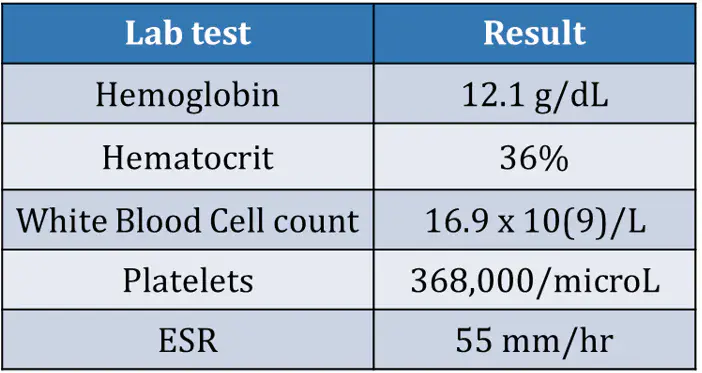 Lab test Result
Hemoglobin 12.1 g/dL
Hematocrit 36%
White Blood Cell count 16.9 x 10(9)/L
Platelets 368,000/microL
ESR 55 mm/hr